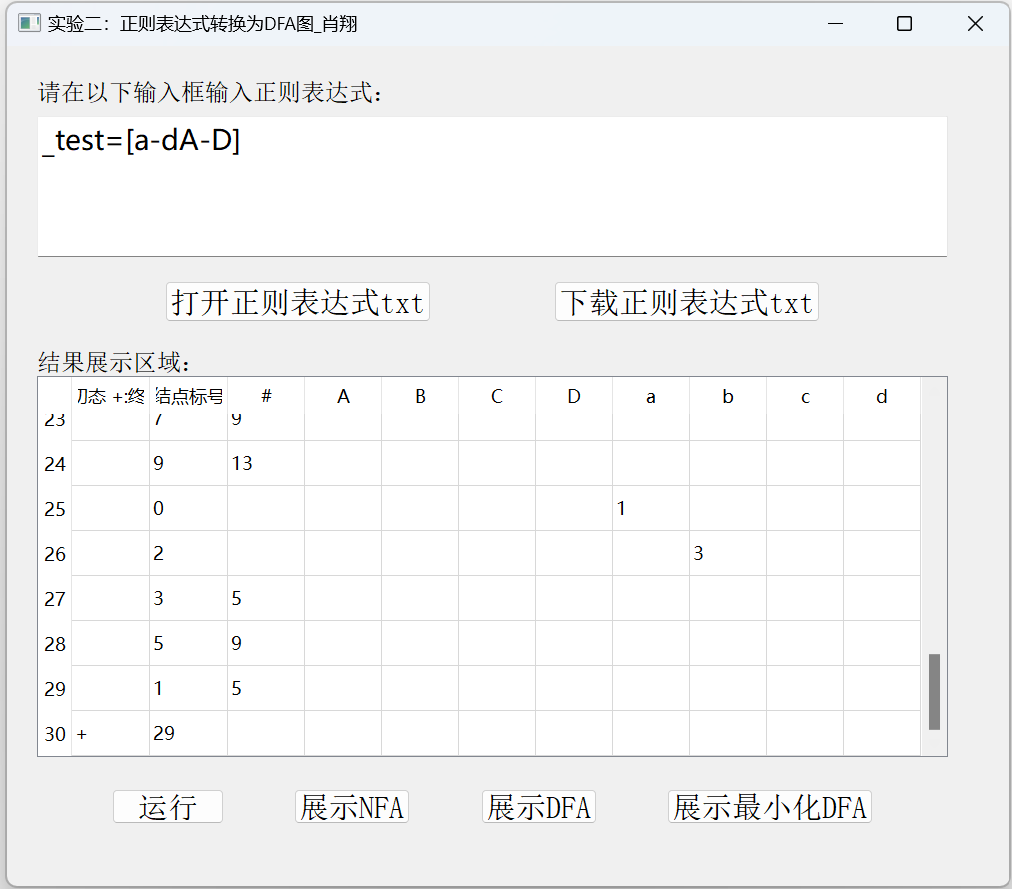 实验二：正则表达式转换为DFA图_肖翔
请在以下输入框输入正则表达式：
_test=[a-dA-D]
打开正则表达式txt 下载正则表达式txt
结果展示区域：
态 +:终 结点标号 # A B C D a b c d
23 7 9
24 9 13
25 0 1
26 2 3
27 3 5
28 5 9
29 1 5
30 + 29
运行 展示NFA 展示DFA 展示最小化DFA